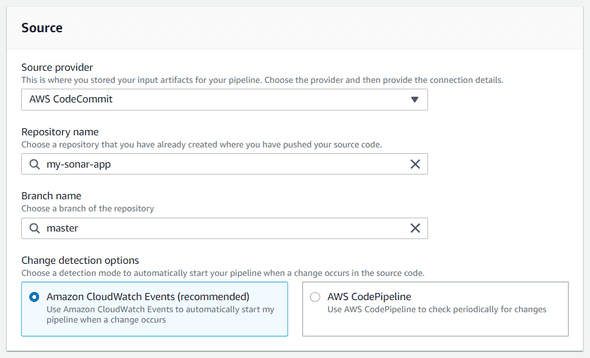 Source
Source provider
This is where you stored your input artifacts for your pipeline. Choose the provider and then provide the connection details.
AWS CodeCommit
Repository name
Choose a repository that you have already created where you have pushed your source code.
my-sonar-app
Branch name
Choose a branch of the repository
master
Change detection options
Choose a detection mode to automatically start your pipeline when a change occurs in the source code.
Amazon CloudWatch Events (recommended)
Use Amazon CloudWatch Events to automatically start my
pipeline when a change occurs
AWS CodePipeline
Use AWS CodePipeline to check periodically for changes